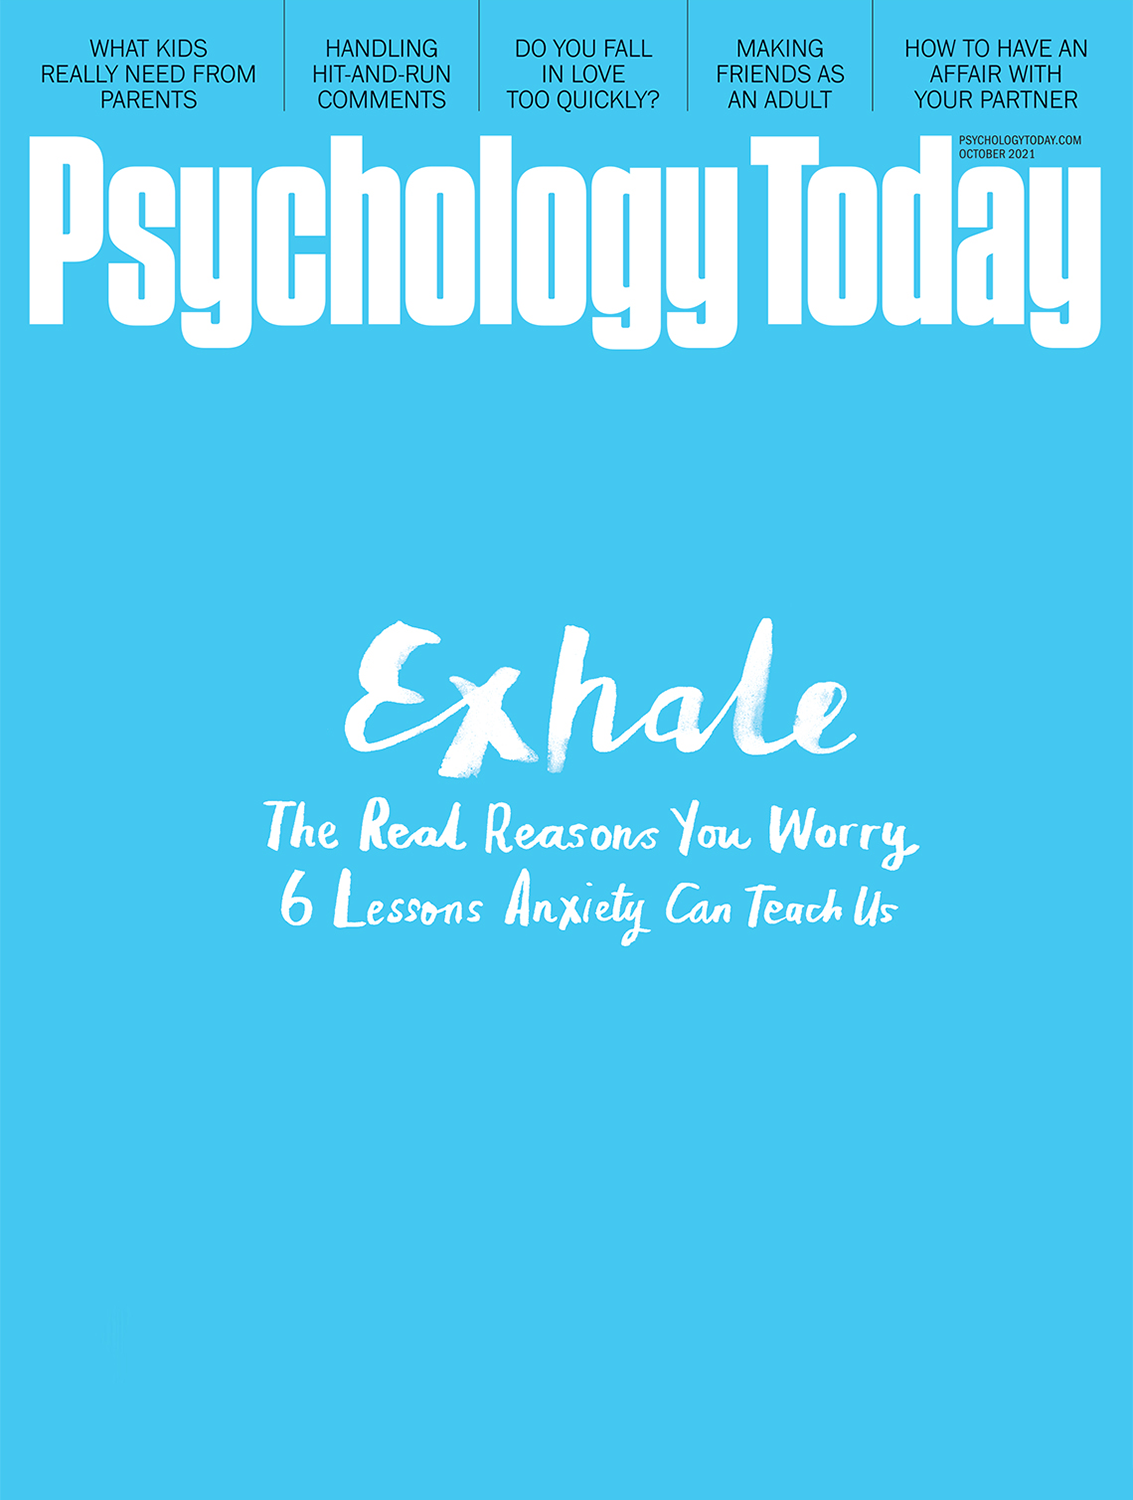 WHAT KIDS
REALLY NEED FROM
PARENTS
HANDLING
HIT-AND-RUN
COMMENTS
DO YOU FALL
IN LOVE
TOO QUICKLY?
MAKING
FRIENDS AS
AN ADULT
HOW TO HAVE AN
AFFAIR WITH
YOUR PARTNER
PSYCHOLOGYTODAY.COM
OCTOBER 2021
Psychology Today
Exhale
The Real Reasons You Worry
6 Lessons Anxiety Can Teach Us